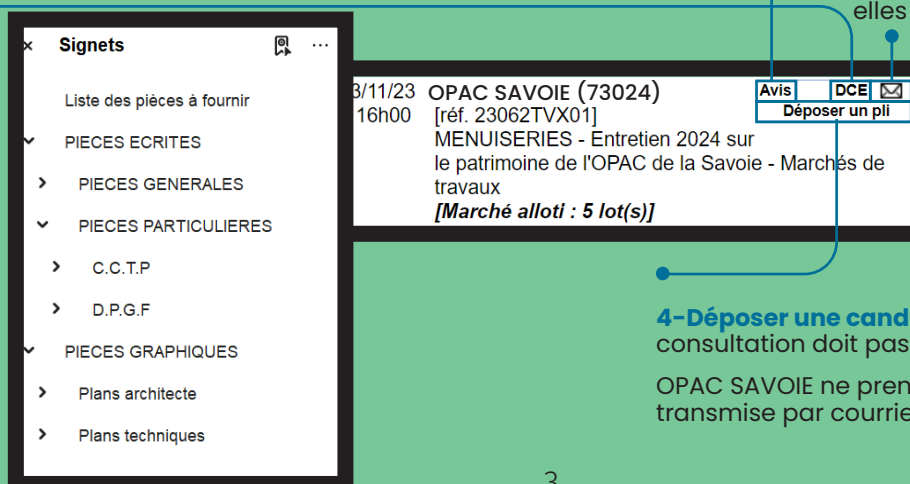 elles
× Signets ...
Liste des pièces à fournir
PIECES ECRITES
PIECES GENERALES
PIECES PARTICULIERES
C.C.T.P
D.P.G.F
PIECES GRAPHIQUES
Plans architecte
Plans techniques
3/11/23 OPAC SAVOIE (73024)
16h00 [réf. 23062TVX01]
MENUISERIES - Entretien 2024 sur
le patrimoine de l'OPAC de la Savoie - Marchés de
travaux
[Marché alloti : 5 lot(s)]
Avis DCE
Déposer un pli
4-Déposer une cand
consultation doit pas
OPAC SAVOIE ne pren
transmise par courrie
3